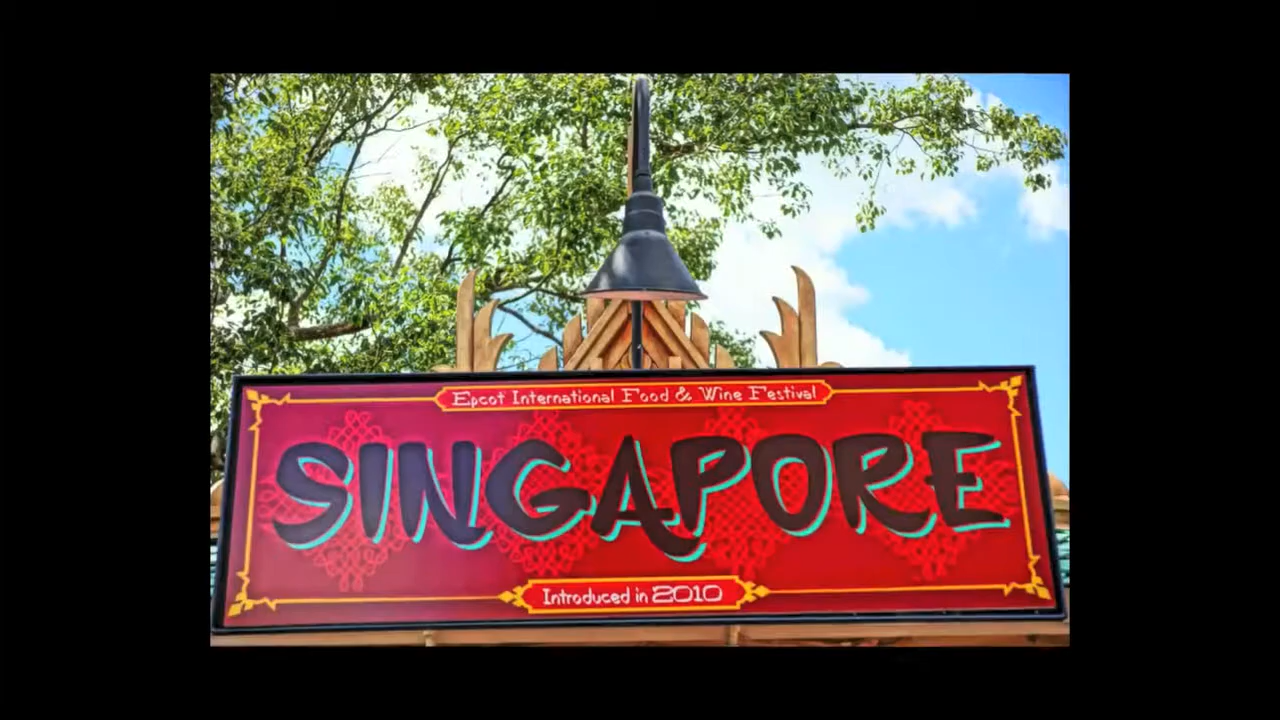 Epcot International Food & Wine Festival
SINGAPORE
Introduced in 2010